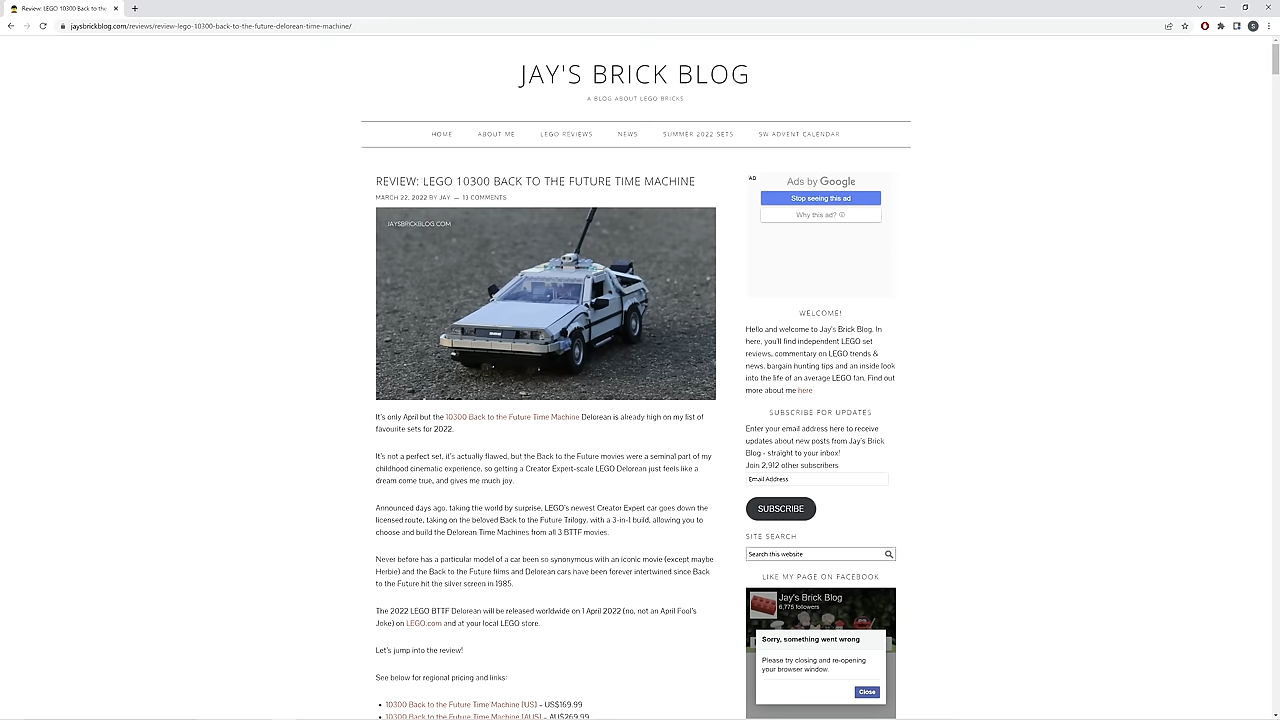 Review: LEGO 10300 Back to the
jaysbrickblog.com/reviews/review-lego-10300-back-to-the-future-delorean-time-machine/
S
JAY'S BRICK BLOG
A BLOG ABOUT LEGO BRICKS
HOME
ABOUT ME
LEGO REVIEWS
NEWS
SUMMER 2022 SETS
SW ADVENT CALENDAR
REVIEW: LEGO 10300 BACK TO THE FUTURE TIME MACHINE
MARCH 22, 2022 BY JAY — 13 COMMENTS
JAYSBRICKBLOG.COM
It's only April but the 10300 Back to the Future Time Machine Delorean is already high on my list of
favourite sets for 2022.
It's not a perfect set, it's actually flawed, but the Back to the Future movies were a seminal part of my
childhood cinematic experience, so getting a Creator Expert-scale LEGO Delorean just feels like a
dream come true, and gives me much joy.
Announced days ago, taking the world by surprise, LEGO's newest Creator Expert car goes down the
licensed route, taking on the beloved Back to the Future Trilogy, with a 3-in-1 build, allowing you to
choose and build the Delorean Time Machines from all 3 BTTF movies.
Never before has a particular model of a car been so synonymous with an iconic movie (except maybe
Herbie) and the Back to the Future films and Delorean cars have been forever intertwined since Back
to the Future hit the silver screen in 1985.
The 2022 LEGO BTTF Delorean will be released worldwide on 1 April 2022 (no, not an April Fool's
Joke) on LEGO.com and at your local LEGO store.
Let's jump into the review!
See below for regional pricing and links:
• 10300 Back to the Future Time Machine [US] – US$169.99
• 10300 Back to the Future Time Machine [AUS] – AU$269.99
AD
Ads by Google
Stop seeing this ad
Why this ad?
WELCOME!
Hello and welcome to Jay's Brick Blog. In
here, you'll find independent LEGO set
reviews, commentary on LEGO trends &
news, bargain hunting tips and an inside look
into the life of an average LEGO fan. Find out
more about me here
SUBSCRIBE FOR UPDATES
Enter your email address here to receive
updates about new posts from Jay's Brick
Blog - straight to your inbox!
Join 2,912 other subscribers
Email Address
SUBSCRIBE
SITE SEARCH
Search this website
LIKE MY PAGE ON FACEBOOK
Jay's Brick Blog
6,775 followers
Sorry, something went wrong
Please try closing and re-opening
your browser window.
Close